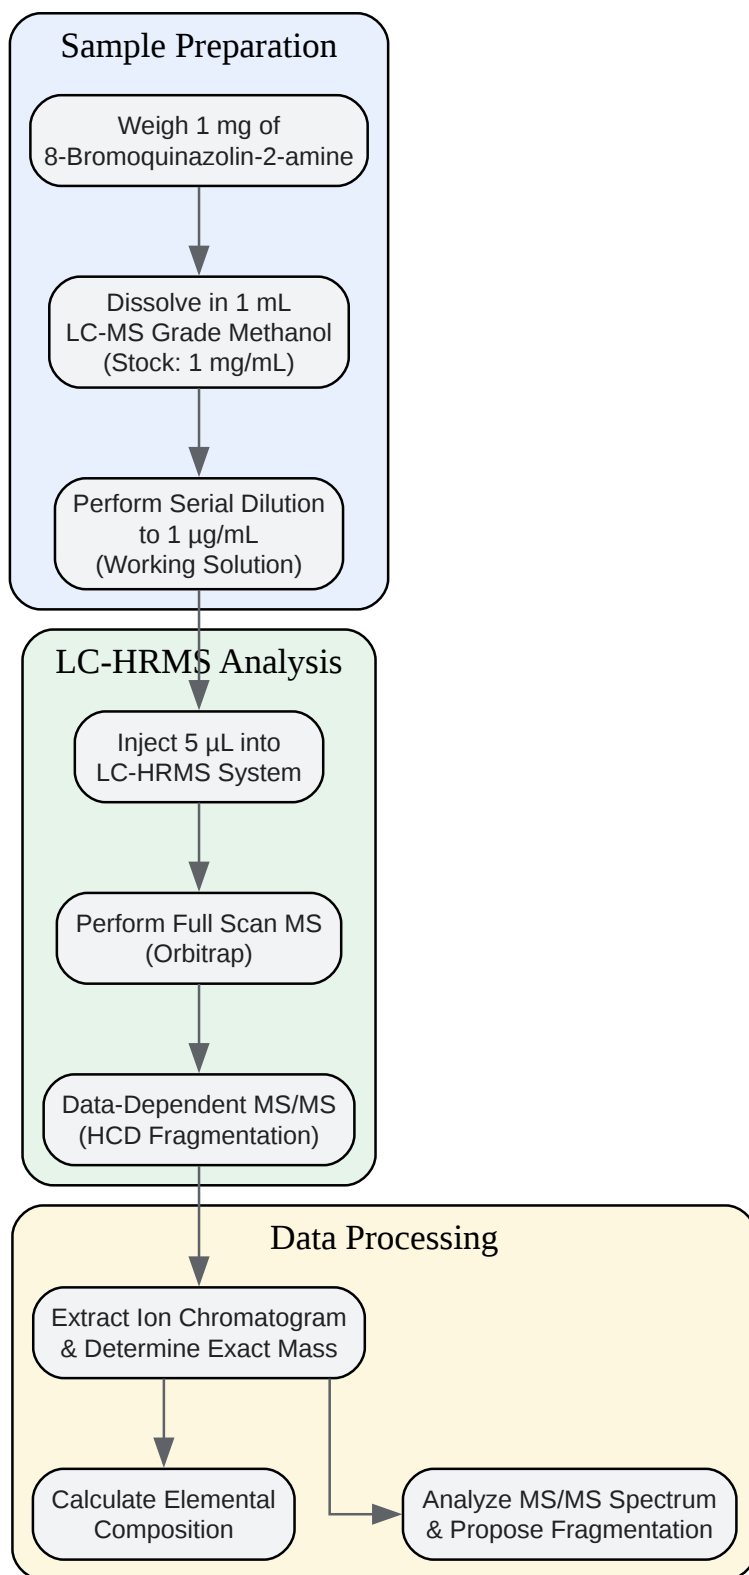 Sample Preparation
Weigh 1 mg of
8-Bromoquinazolin-2-amine
Dissolve in 1 mL
LC-MS Grade Methanol
(Stock: 1 mg/mL)
Perform Serial Dilution
to 1 µg/mL
(Working Solution)
LC-HRMS Analysis
Inject 5 µL into
LC-HRMS System
Perform Full Scan MS
(Orbitrap)
Data-Dependent MS/MS
(HCD Fragmentation)
Data Processing
Extract Ion Chromatogram
& Determine Exact Mass
Calculate Elemental
Composition
Analyze MS/MS Spectrum
& Propose Fragmentation